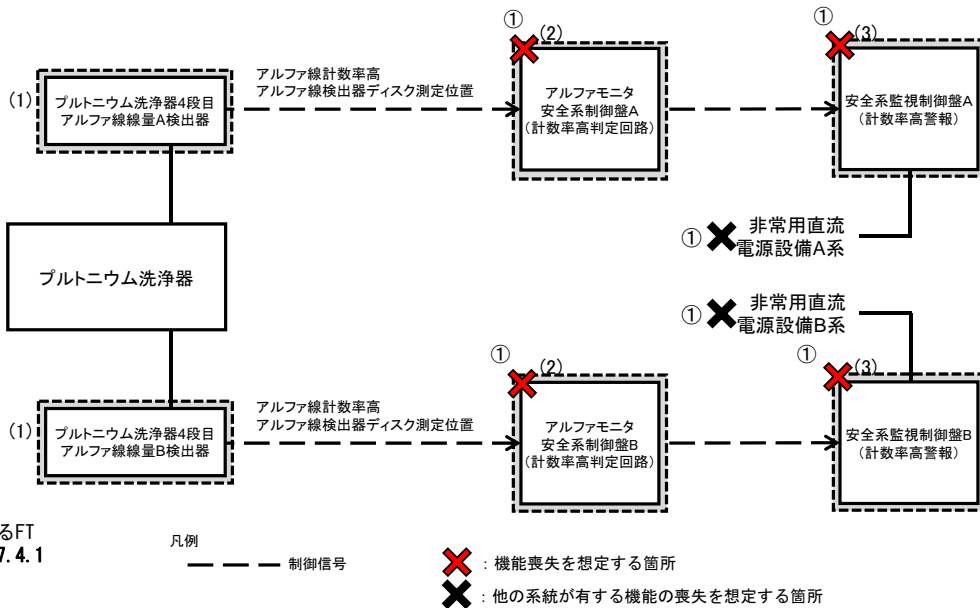 ① (2)
① (3)
(1)
プルトニウム洗浄器4段目
アルファ線線量A検出器
アルファ線計数率高
アルファ線検出器ディスク測定位置
アルファモニタ
安全系制御盤A
(計数率高判定回路)
安全系監視制御盤A
(計数率高警報)
① 非常用直流
電源設備A系
プルトニウム洗浄器
① 非常用直流
電源設備B系
① (2)
① (3)
(1)
プルトニウム洗浄器4段目
アルファ線線量B検出器
アルファ線計数率高
アルファ線検出器ディスク測定位置
アルファモニタ
安全系制御盤B
(計数率高判定回路)
安全系監視制御盤B
(計数率高警報)
るFT
7.4.1
凡例
制御信号
：機能喪失を想定する箇所
：他の系統が有する機能の喪失を想定する箇所